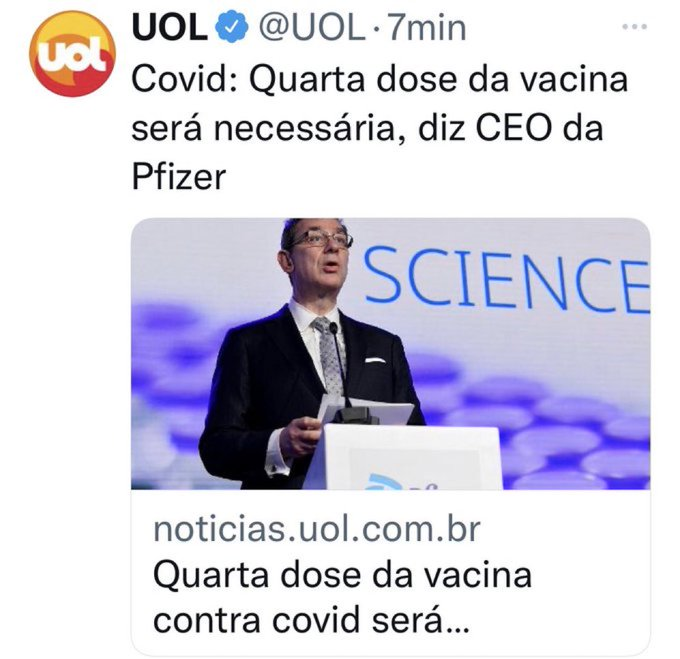 uol
UOL @UOL · 7min
Covid: Quarta dose da vacina
será necessária, diz CEO da
Pfizer
SCIENCE
noticias.uol.com.br
Quarta dose da vacina
contra covid será...